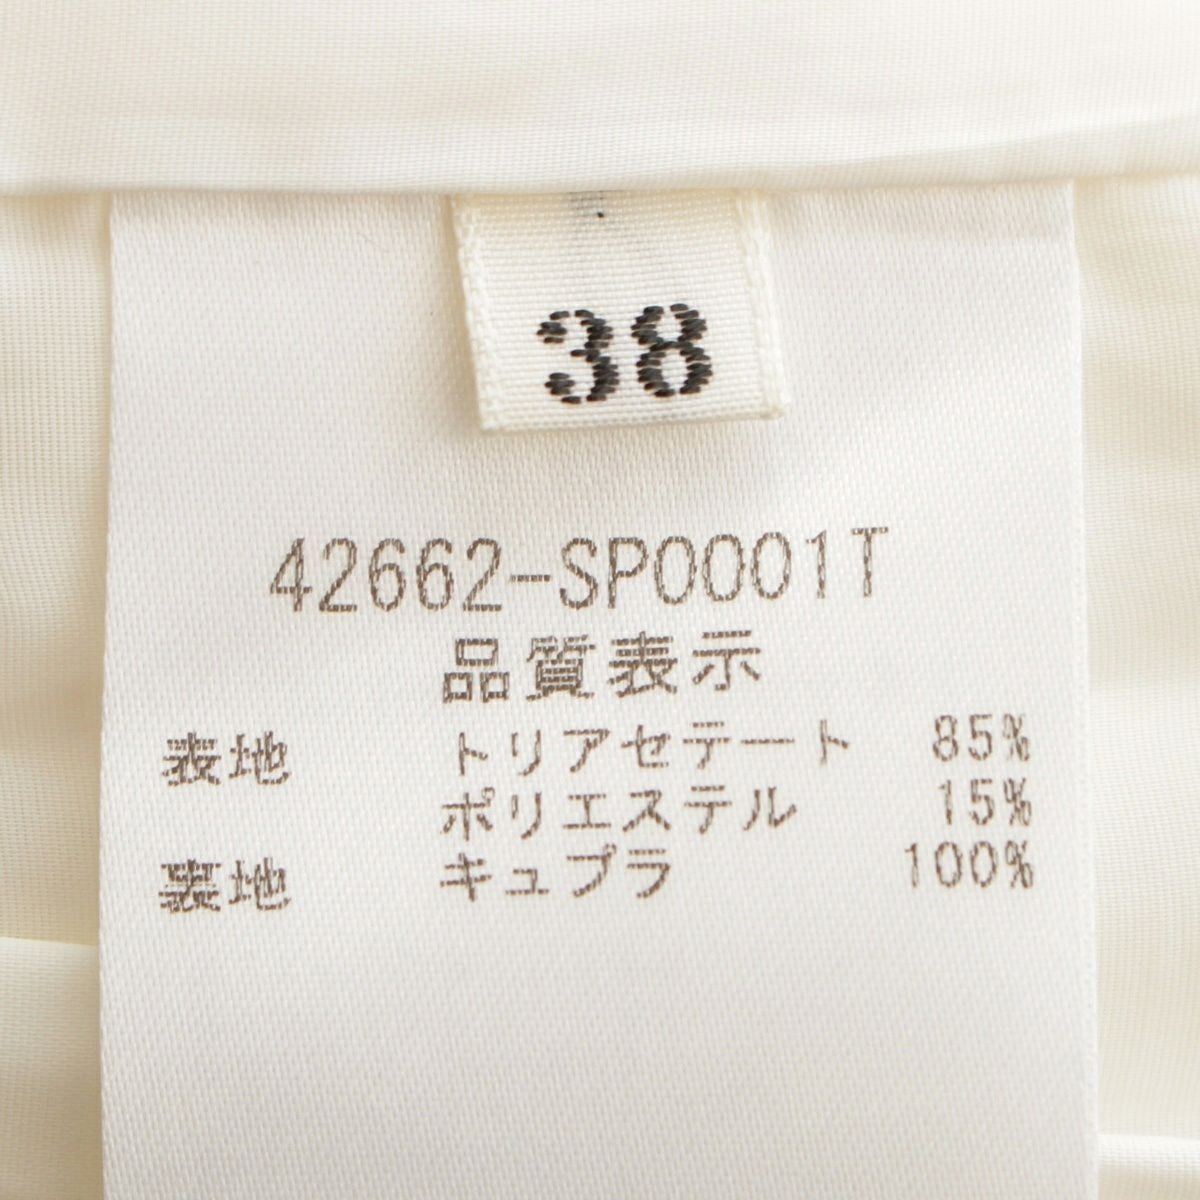 38
42662-SP0001T
品質表示
表地 トリアセテート 85%
ポリエステル 15%
裏地 キュプラ 100%